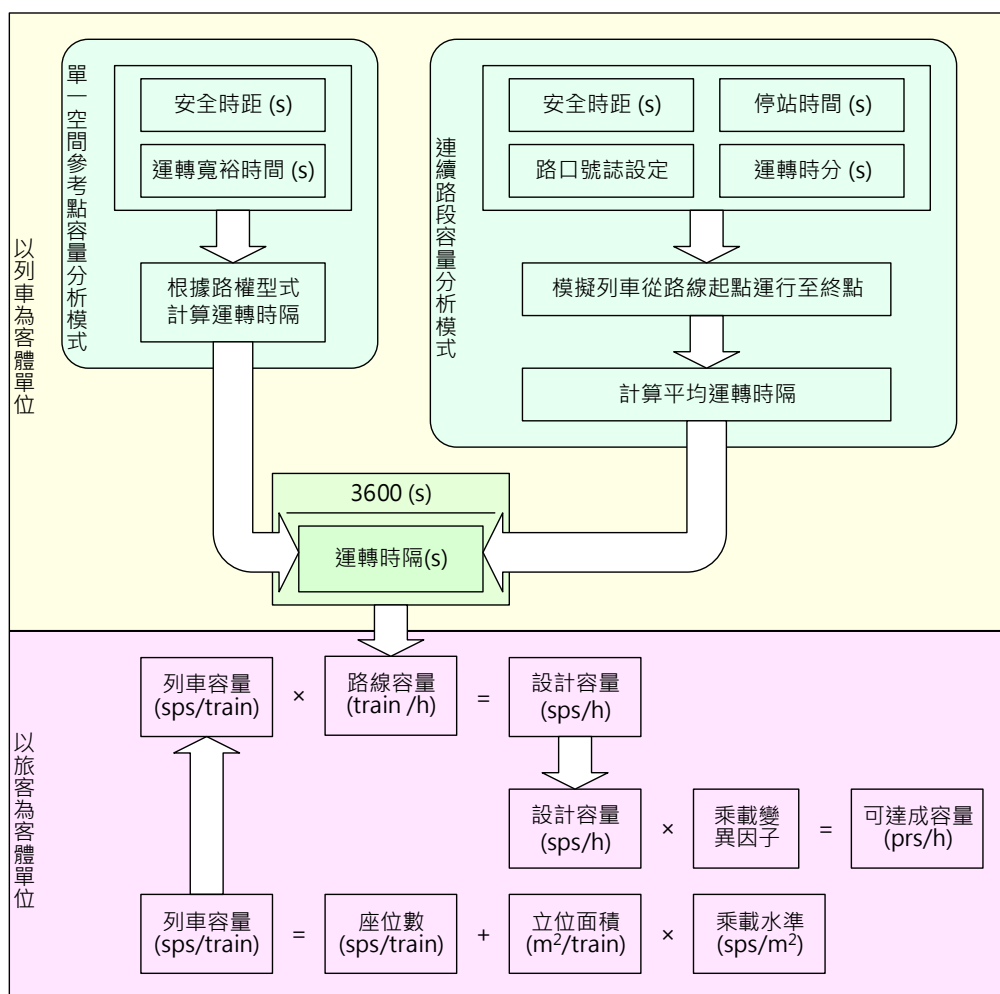 以列車為客體單位
單一空間參考點容量分析模式
安全時距 (s)
運轉寬裕時間 (s)
根據路權型式
計算運轉時隔
連續路段容量分析模式
安全時距 (s)
停站時間 (s)
路口號誌設定
運轉時分 (s)
模擬列車從路線起點運行至終點
計算平均運轉時隔
3600 (s)
運轉時隔(s)
以旅客為客體單位
列車容量
(sps/train)
×
路線容量
(train /h)
=
設計容量
(sps/h)
設計容量
(sps/h)
×
乘載變
異因子
=
可達成容量
(prs/h)
列車容量
(sps/train)
=
座位數
(sps/train)
+
立位面積
(m²/train)
×
乘載水準
(sps/m²)